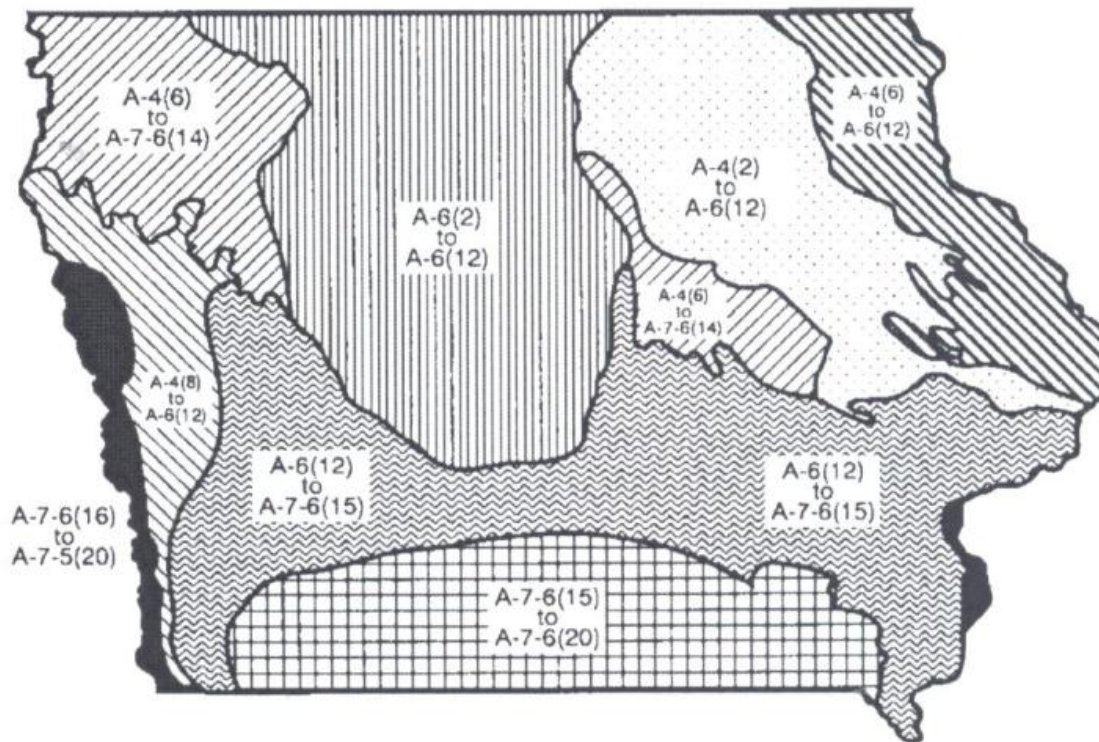 A-4(6)
to
A-7-6(14)
A-4(6)
to
A-6(12)
A-4(2)
to
A-6(12)
A-6(2)
to
A-6(12)
A-4(6)
to
A-7-6(14)
A-4(8)
to
A-6(12)
A-6(12)
to
A-7-6(15)
A-6(12)
to
A-7-6(15)
A-7-6(16)
to
A-7-5(20)
A-7-6(15)
to
A-7-6(20)